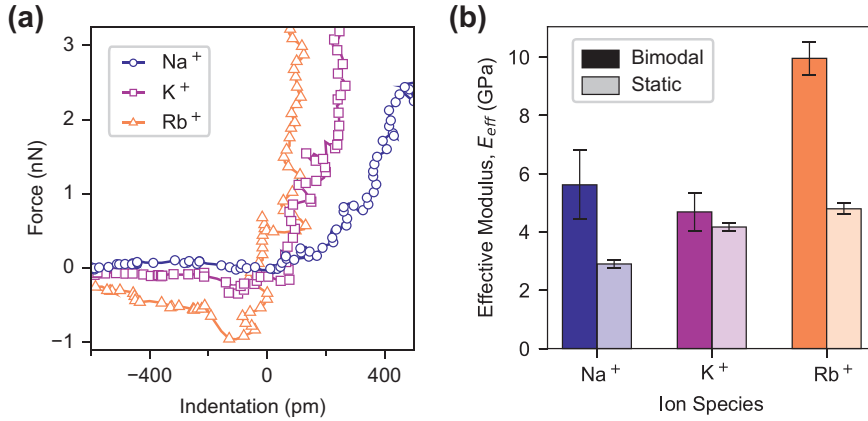 (a)
3
2
1
0
−1
Force (nN)
Na+
K+
Rb+
−400
0
400
Indentation (pm)
(b)
10
8
6
4
2
0
Effective Modulus, Eeff (GPa)
Bimodal
Static
Na+
K+
Rb+
Ion Species